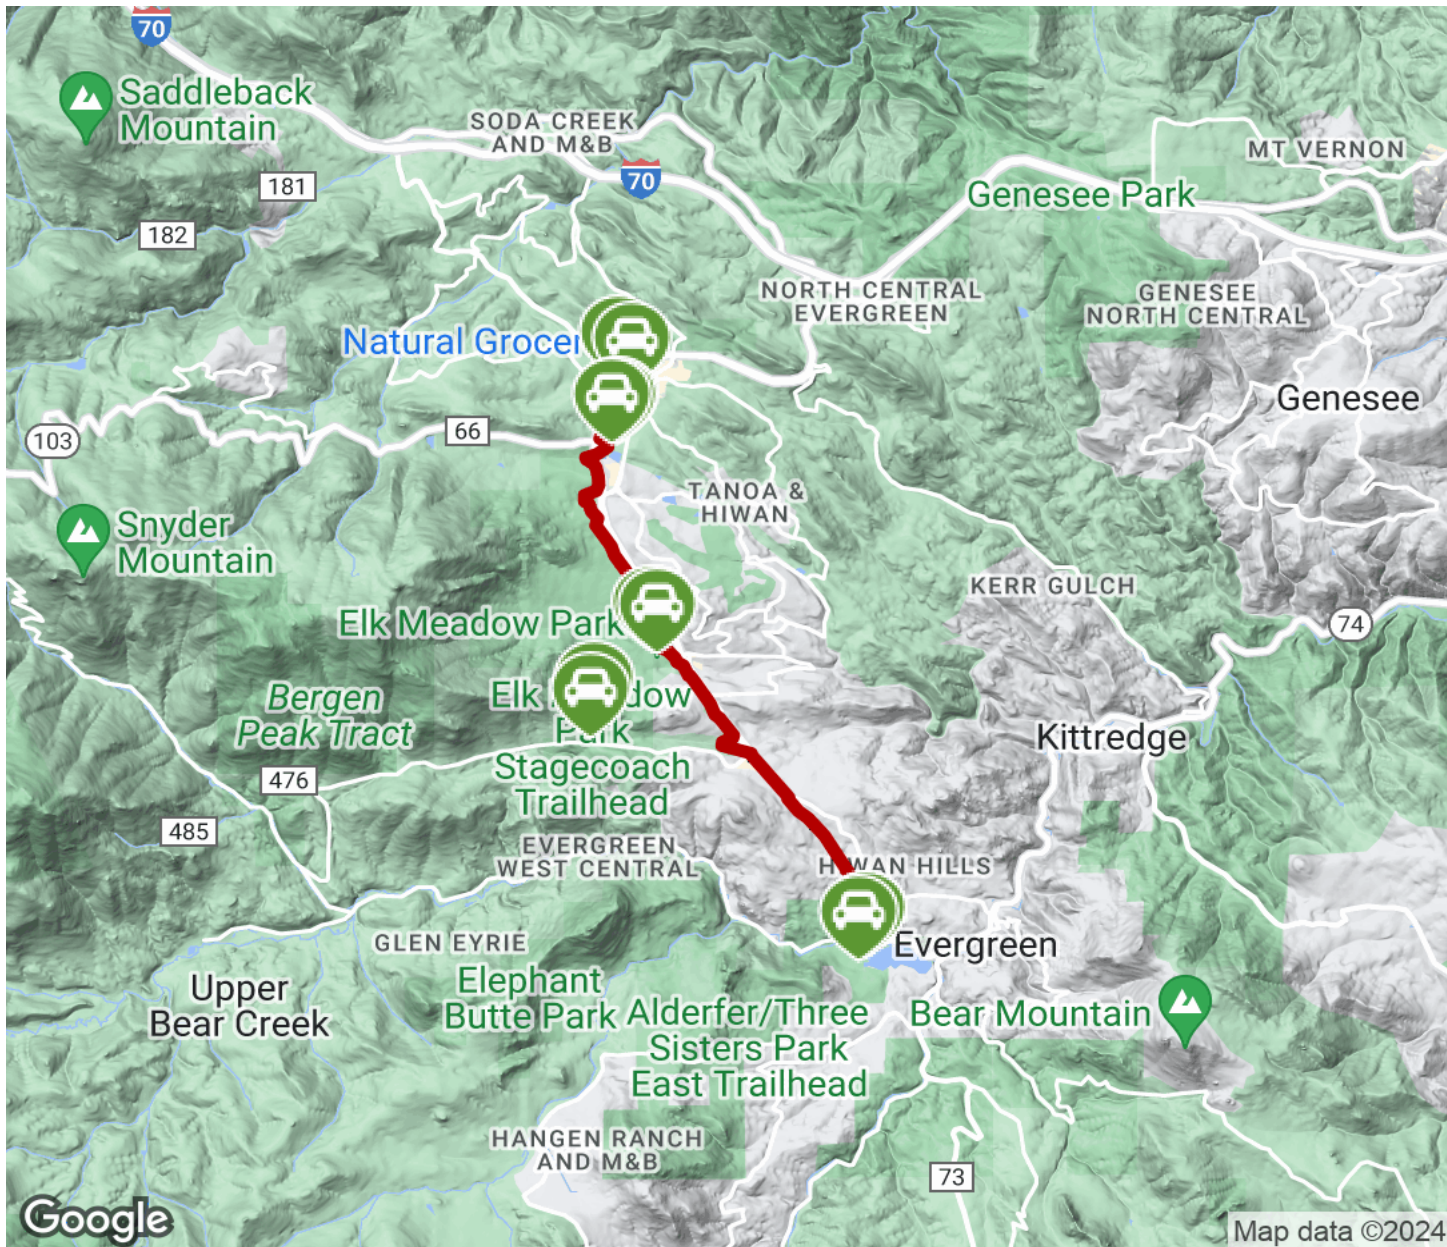 70
Saddleback
Mountain
SODA CREEK
AND M&B
70
MT VERNON
181
Genesee Park
182
NORTH CENTRAL
EVERGREEN
GENESEE
NORTH CENTRAL
Natural Grocer
Genesee
103
66
TANOA &
HIWAN
Snyder
Mountain
KERR GULCH
Elk Meadow Park
74
Bergen
Peak Tract
Elk dow
Park
Stagecoach
Trailhead
Kittredge
476
485
EVERGREEN
WEST CENTRAL
HIWAN HILLS
GLEN EYRIE
Evergreen
Upper
Bear Creek
Elephant
Butte Park
Alderfer/Three
Sisters Park
East Trailhead
Bear Mountain
HANGEN RANCH
AND M&B
73
Google
Map data ©2024